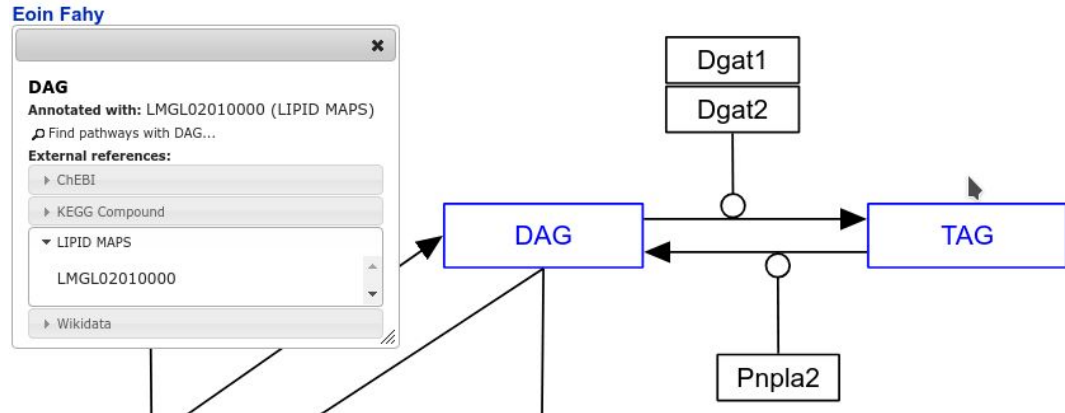 Eoin Fahy
DAG
Annotated with: LMGL02010000 (LIPID MAPS)
Find pathways with DAG...
External references:
ChEBI
KEGG Compound
LIPID MAPS
LMGL02010000
Wikidata
Dgat1
Dgat2
DAG
TAG
Pnpla2